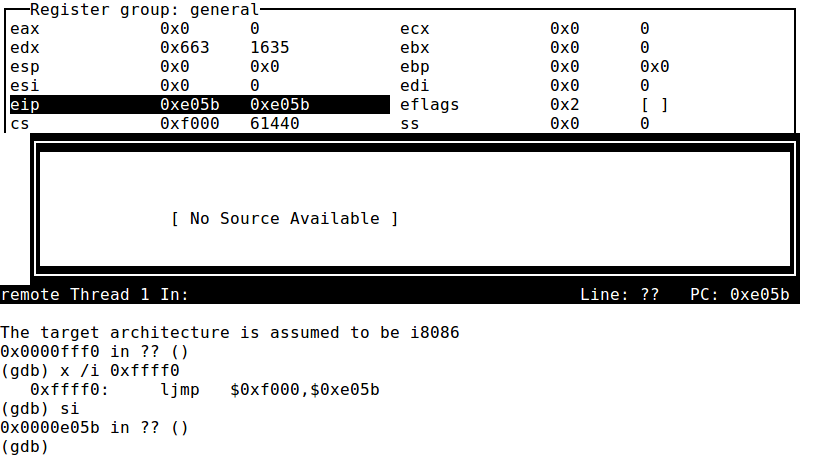 Register group: general
eax 0x0 0 ecx 0x0 0
edx 0x663 1635 ebx 0x0 0
esp 0x0 0x0 ebp 0x0 0x0
esi 0x0 0 edi 0x0 0
eip 0xe05b 0xe05b eflags 0x2 [ ]
cs 0xf000 61440 ss 0x0 0
[ No Source Available ]
remote Thread 1 In: Line: ?? PC: 0xe05b
The target architecture is assumed to be i8086
0x0000fff0 in ?? ()
(gdb) x /i 0xffff0
0xffff0: ljmp $0xf000,$0xe05b
(gdb) si
0x0000e05b in ?? ()
(gdb)